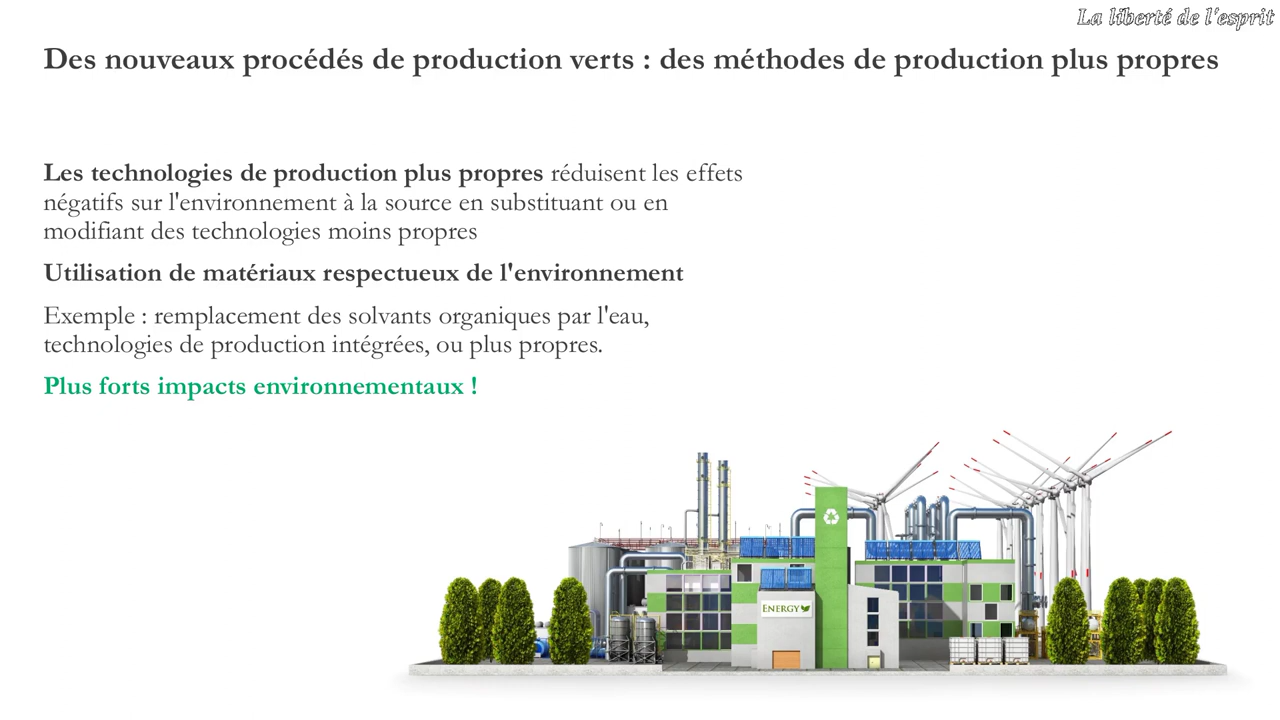 La liberté de l'esprit
Des nouveaux procédés de production verts : des méthodes de production plus propres
Les technologies de production plus propres réduisent les effets
négatifs sur l'environnement à la source en substituant ou en
modifiant des technologies moins propres
Utilisation de matériaux respectueux de l'environnement
Exemple : remplacement des solvants organiques par l'eau,
technologies de production intégrées, ou plus propres.
Plus forts impacts environnementaux !
ENERGY